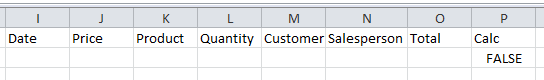 I J K L M N O P
Date Price Product Quantity Customer Salesperson Total Calc
FALSE